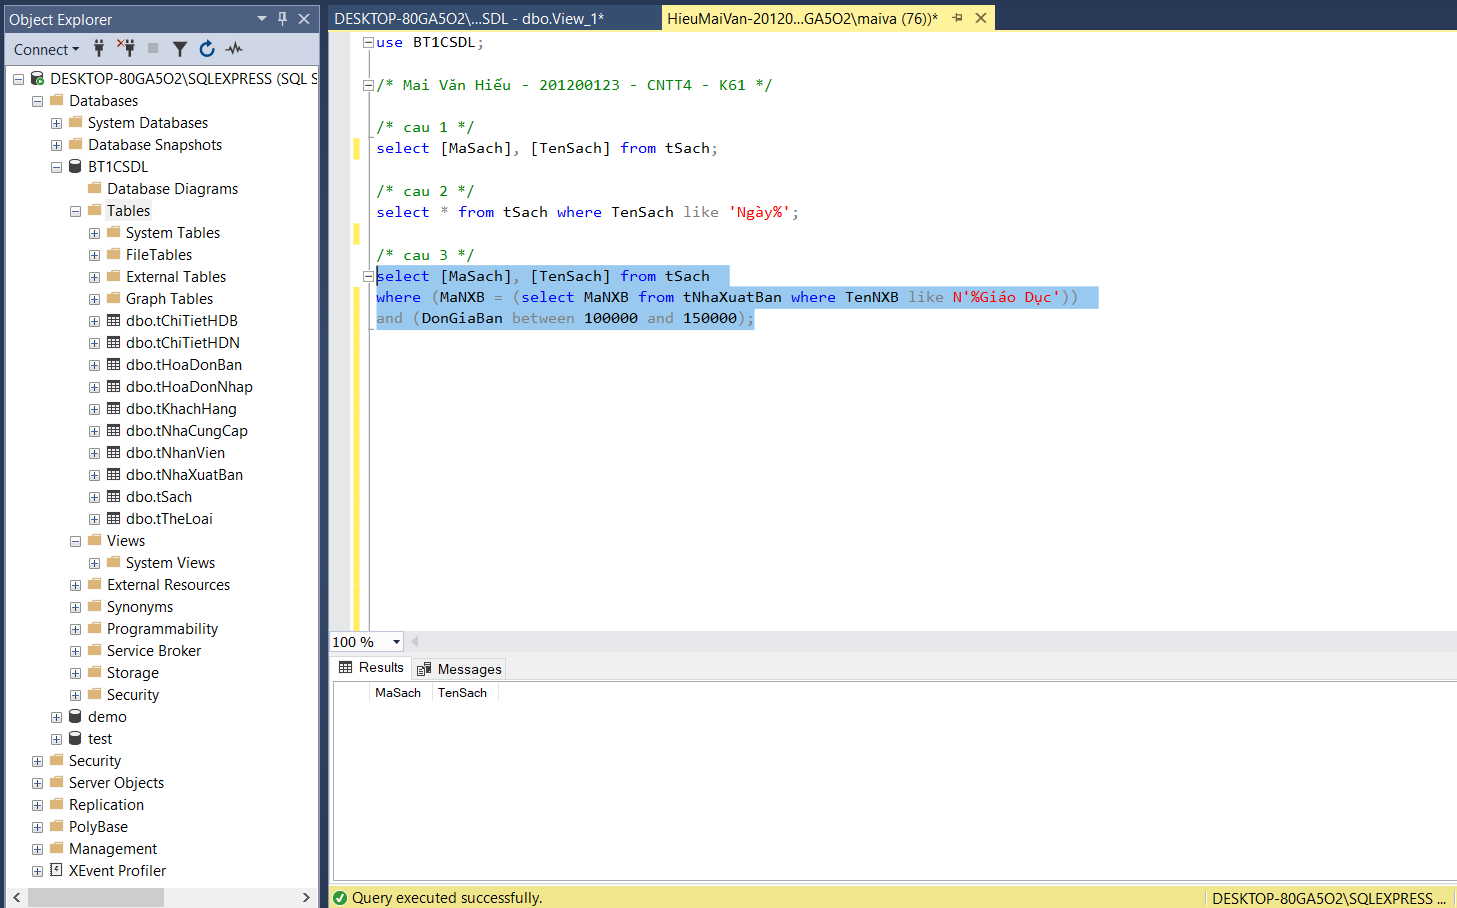 Object Explorer
Connect
DESKTOP-80GA5O2\SQLEXPRESS (SQL S
Databases
System Databases
Database Snapshots
BT1CSDL
Database Diagrams
Tables
System Tables
FileTables
External Tables
Graph Tables
dbo.tChiTietHDB
dbo.tChiTietHDN
dbo.tHoaDonBan
dbo.tHoaDonNhap
dbo.tKhachHang
dbo.tNhaCungCap
dbo.tNhanVien
dbo.tNhaXuatBan
dbo.tSach
dbo.tTheLoai
Views
System Views
External Resources
Synonyms
Programmability
Service Broker
Storage
Security
demo
test
Security
Server Objects
Replication
PolyBase
Management
XEvent Profiler
DESKTOP-80GA5O2\...SDL - dbo.View_1*
HieuMaiVan-20120...GA5O2\maiva (76))*
use BT1CSDL;
/* Mai Văn Hiếu - 201200123 - CNTT4 - K61 */
/* cau 1 */
select [MaSach], [TenSach] from tSach;
/* cau 2 */
select * from tSach where TenSach like 'Ngày%';
/* cau 3 */
select [MaSach], [TenSach] from tSach
where (MaNXB = (select MaNXB from tNhaXuatBan where TenNXB like N'%Giáo Dục'))
and (DonGiaBan between 100000 and 150000);
100 %
Results
Messages
MaSach TenSach
Query executed successfully.
DESKTOP-80GA5O2\SQLEXPRESS ...